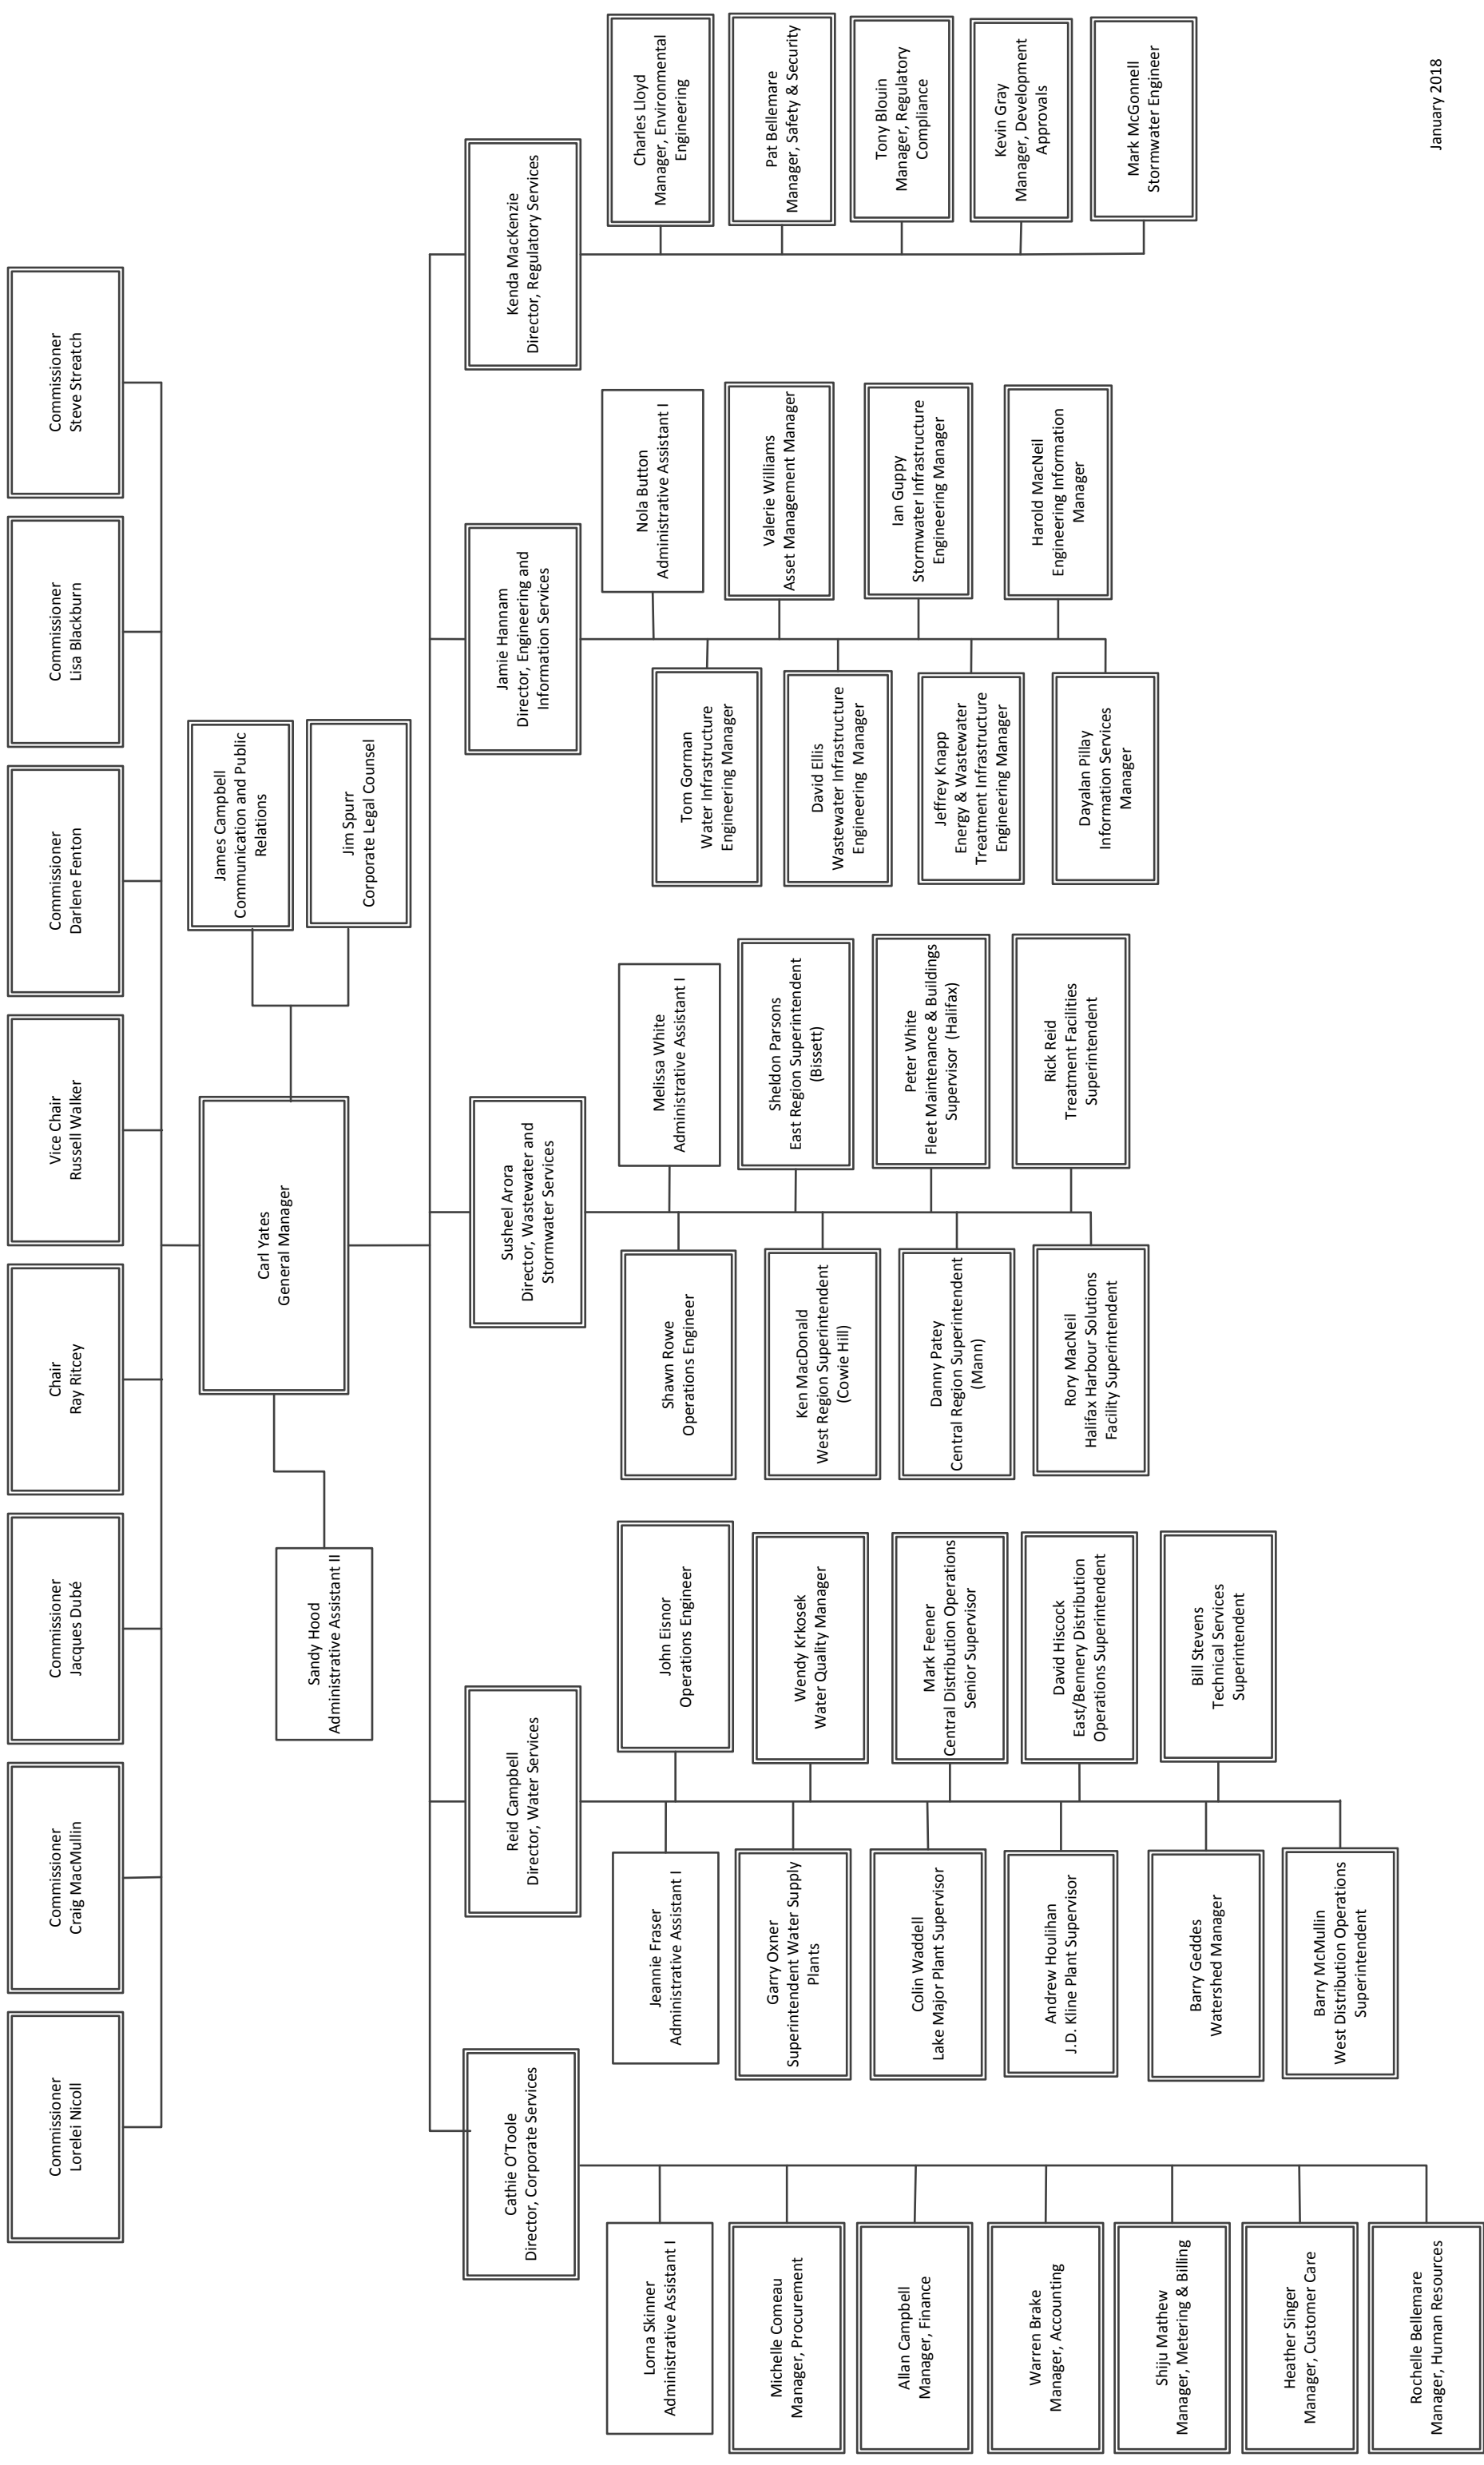 Commissioner
Lorelei Nicoll
Commissioner
Craig MacMullin
Commissioner
Jacques Dubé
Chair
Ray Ritcey
Vice Chair
Russell Walker
Commissioner
Darlene Fenton
Commissioner
Lisa Blackburn
Commissioner
Steve Streatch
Carl Yates
General Manager
James Campbell
Communication and Public
Relations
Jim Spurr
Corporate Legal Counsel
Sandy Hood
Administrative Assistant II
Cathie O'Toole
Director, Corporate Services
Reid Campbell
Director, Water Services
Susheel Arora
Director, Wastewater and
Stormwater Services
Jamie Hannam
Director, Engineering and
Information Services
Kenda MacKenzie
Director, Regulatory Services
Lorna Skinner
Administrative Assistant I
Michelle Comeau
Manager, Procurement
Allan Campbell
Manager, Finance
Warren Brake
Manager, Accounting
Shiju Mathew
Manager, Metering & Billing
Heather Singer
Manager, Customer Care
Rochelle Bellemare
Manager, Human Resources
Jeannie Fraser
Administrative Assistant I
John Eisnor
Operations Engineer
Garry Oxner
Superintendent Water Supply
Plants
Wendy Krkosek
Water Quality Manager
Colin Waddell
Lake Major Plant Supervisor
Mark Feener
Central Distribution Operations
Senior Supervisor
Andrew Houlihan
J.D. Kline Plant Supervisor
David Hiscock
East/Bennery Distribution
Operations Superintendent
Barry Geddes
Watershed Manager
Bill Stevens
Technical Services
Superintendent
Barry McMullin
West Distribution Operations
Superintendent
Shawn Rowe
Operations Engineer
Melissa White
Administrative Assistant I
Ken MacDonald
West Region Superintendent
(Cowie Hill)
Sheldon Parsons
East Region Superintendent
(Bissett)
Danny Patey
Central Region Superintendent
(Mann)
Peter White
Fleet Maintenance & Buildings
Supervisor (Halifax)
Rory MacNeil
Halifax Harbour Solutions
Facility Superintendent
Rick Reid
Treatment Facilities
Superintendent
Nola Button
Administrative Assistant I
Tom Gorman
Water Infrastructure
Engineering Manager
Valerie Williams
Asset Management Manager
David Ellis
Wastewater Infrastructure
Engineering Manager
Ian Guppy
Stormwater Infrastructure
Engineering Manager
Jeffrey Knapp
Energy & Wastewater
Treatment Infrastructure
Engineering Manager
Harold MacNeil
Engineering Information
Manager
Dayalan Pillay
Information Services
Manager
Charles Lloyd
Manager, Environmental
Engineering
Pat Bellemare
Manager, Safety & Security
Tony Blouin
Manager, Regulatory
Compliance
Kevin Gray
Manager, Development
Approvals
Mark McGonnell
Stormwater Engineer
January 2018